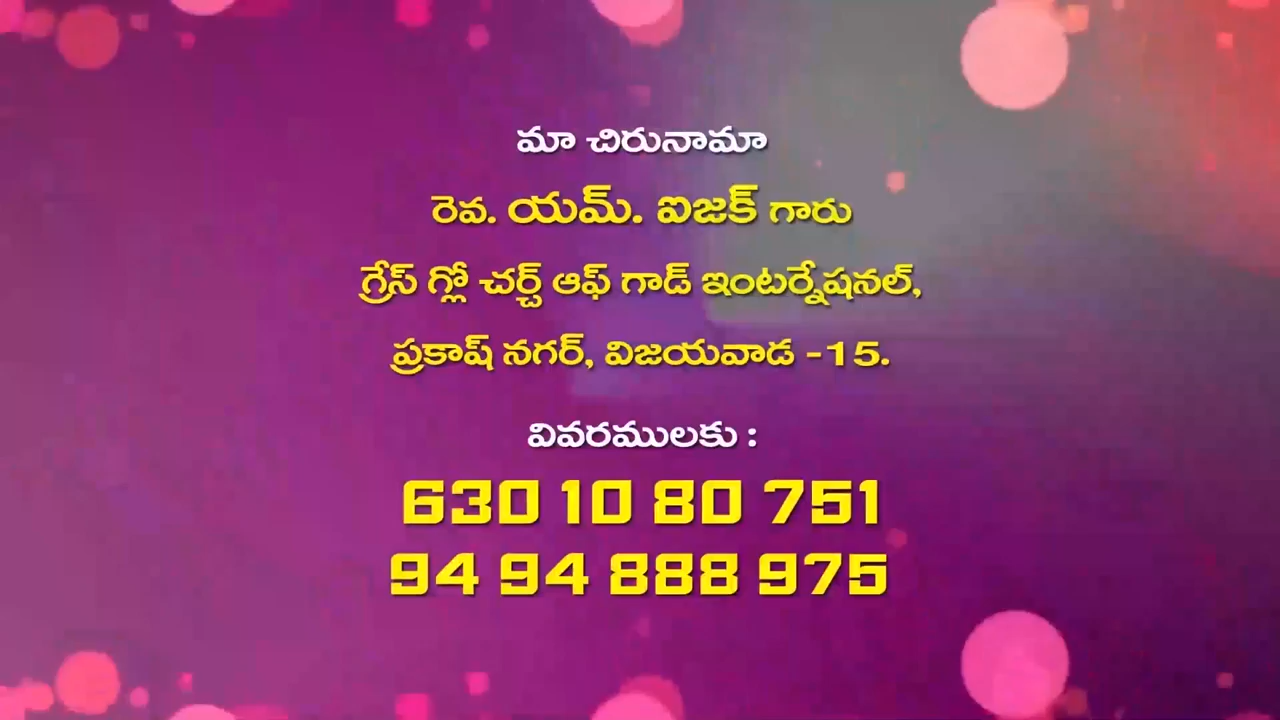 మా చిరునామా
రెవ. యమ్. ఐజక్ గారు
గ్రేస్ గ్లో చర్చ్ ఆఫ్ గాడ్ ఇంటర్నేషనల్,
ప్రకాష్ నగర్, విజయవాడ -15.
వివరములకు :
630 10 80 751
94 94 888 975